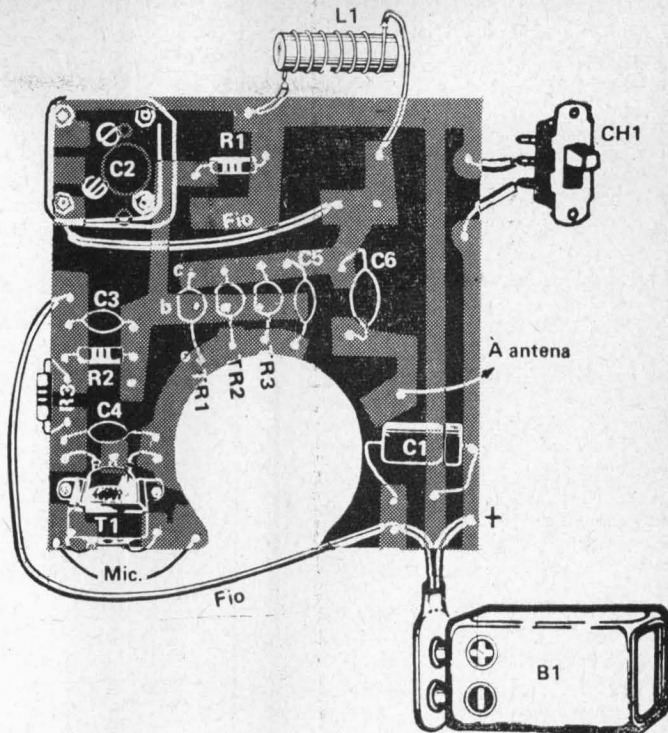 L1
CH1
R1
C2
Fio
c
C5
C6
b
C3
e
TR1
TR2
TR3
R2
R3
C4
À antena
C1
T1
+
Mic.
Fio
B1
+
−